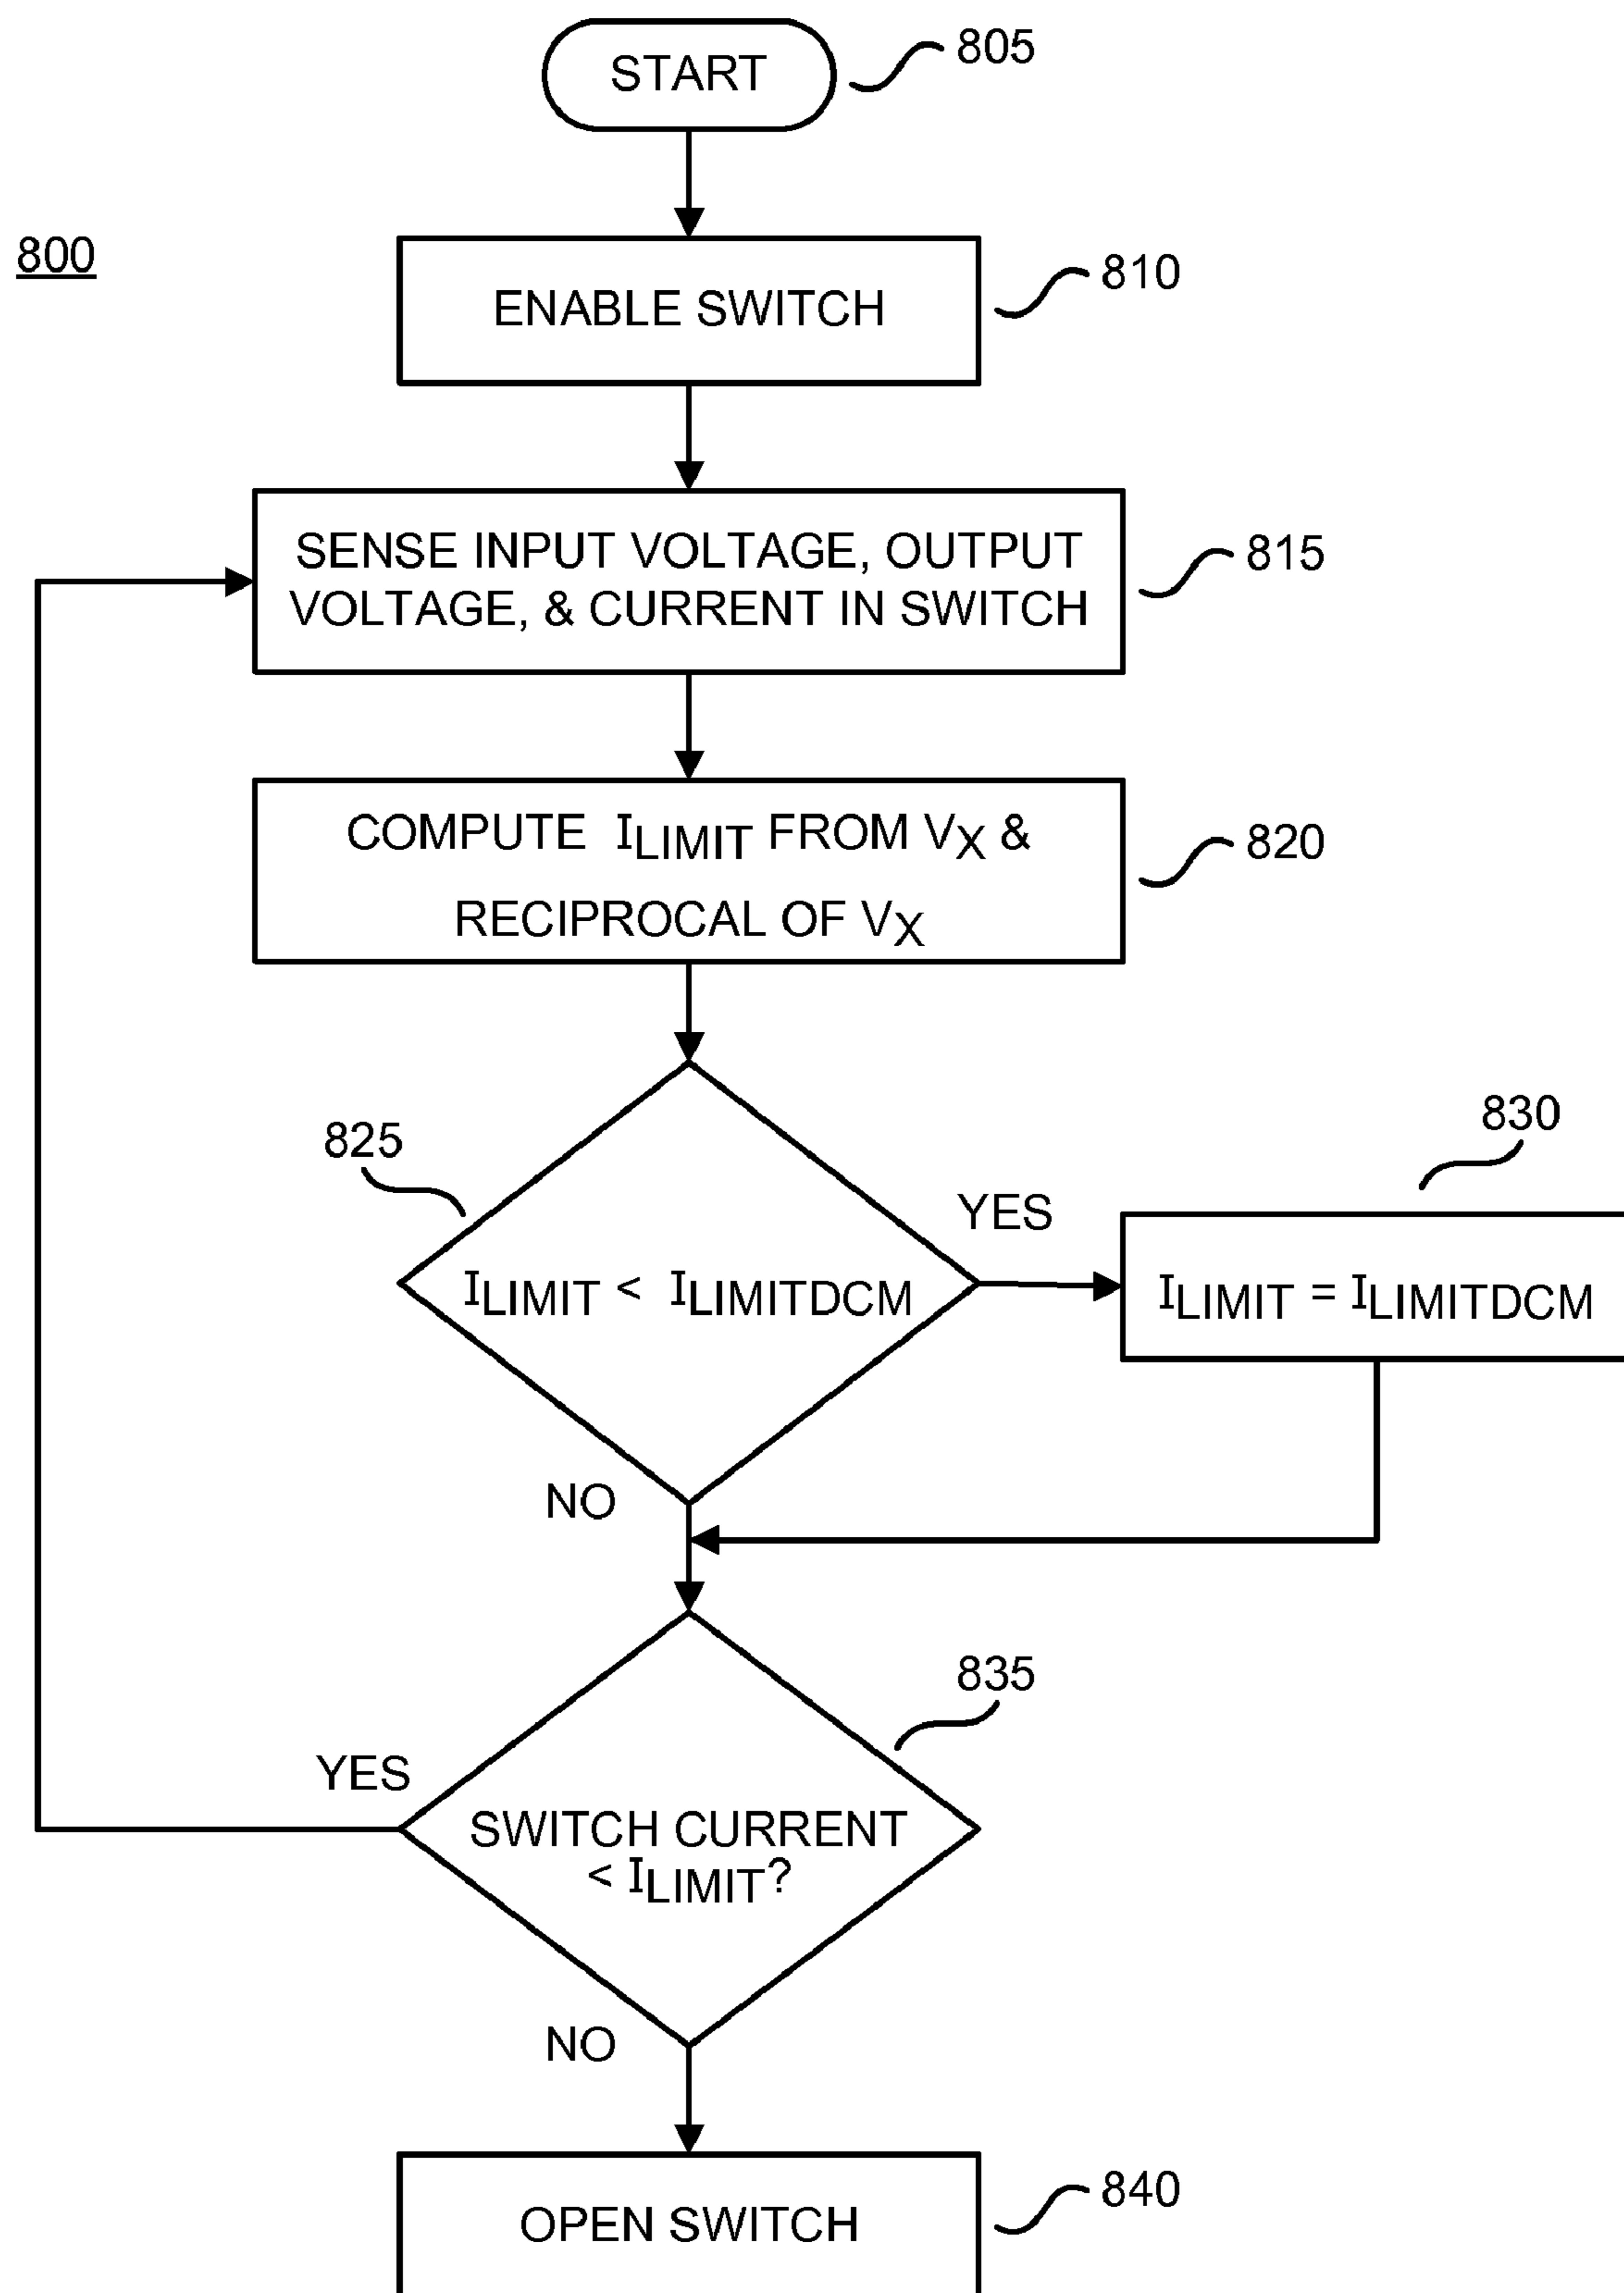 START
805
800
ENABLE SWITCH
810
SENSE INPUT VOLTAGE, OUTPUT
VOLTAGE, & CURRENT IN SWITCH
815
COMPUTE ILIMIT FROM VX &
RECIPROCAL OF VX
820
825
ILIMIT < ILIMITDCM
YES
830
ILIMIT = ILIMITDCM
NO
835
YES
SWITCH CURRENT
< ILIMIT?
NO
OPEN SWITCH
840